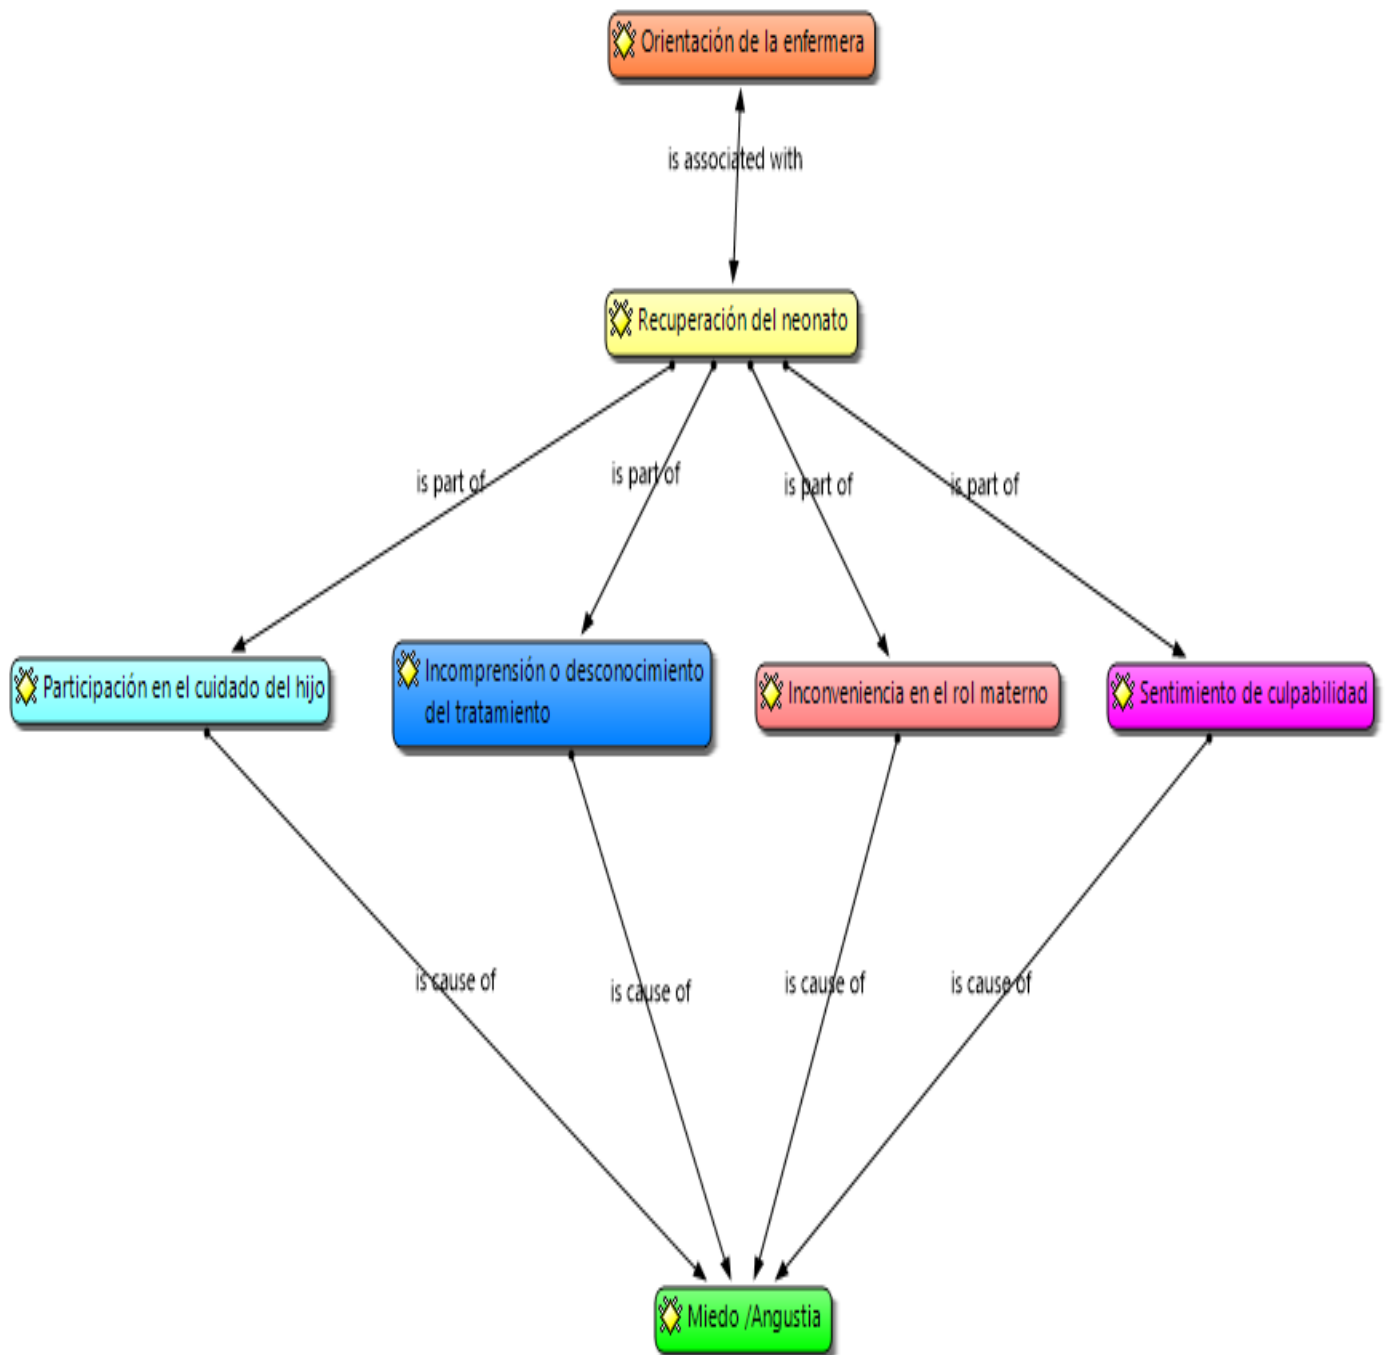 Orientación de la enfermera
is associated with
Recuperación del neonato
is part of
is part of
is part of
is part of
Participación en el cuidado del hijo
Incomprensión o desconocimiento
del tratamiento
Inconveniencia en el rol materno
Sentimiento de culpabilidad
is cause of
is cause of
is cause of
is cause of
Miedo /Angustia